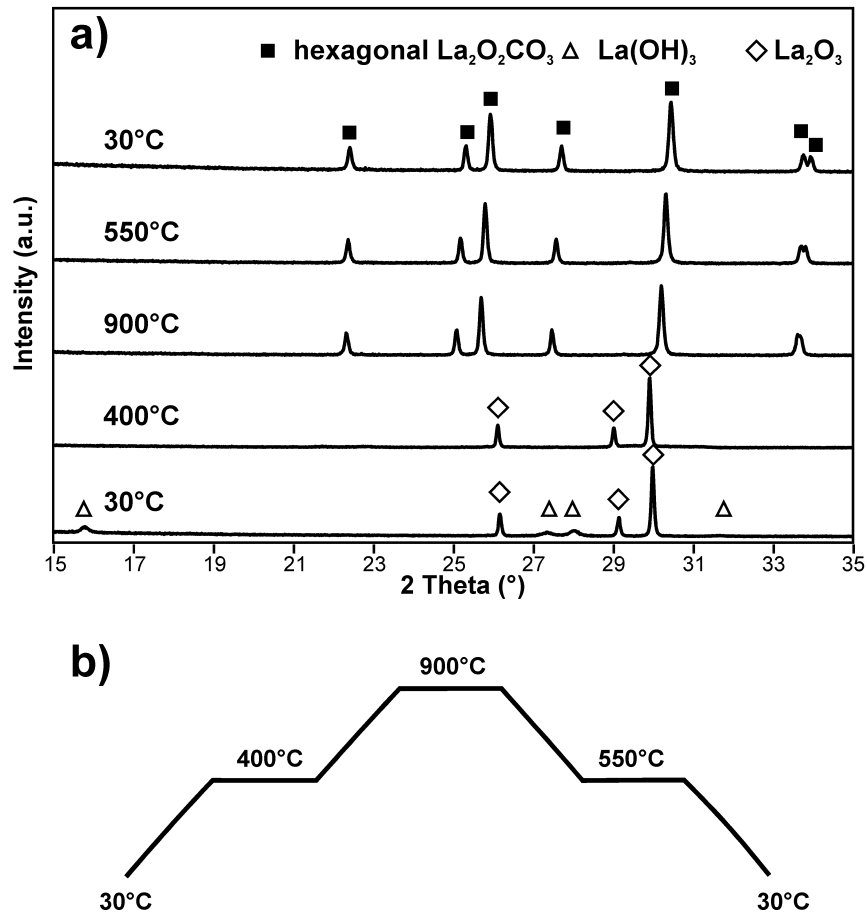 a)
■ hexagonal La₂O₂CO₃ △ La(OH)₃ ◇ La₂O₃
30°C
550°C
900°C
400°C
30°C
Intensity (a.u.)
15 17 19 21 23 25 27 29 31 33 35
2 Theta (°)
b)
900°C
400°C
550°C
30°C
30°C